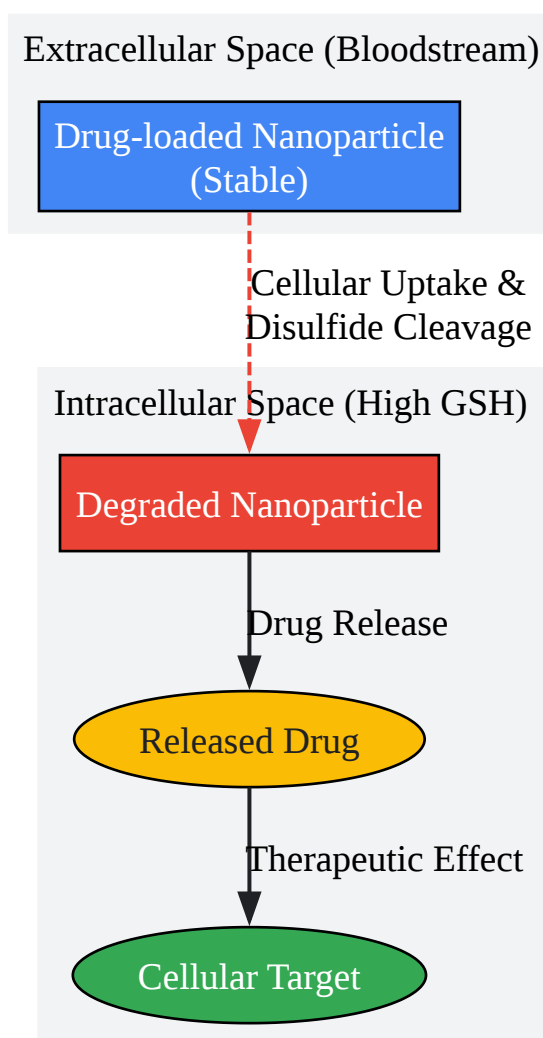 Extracellular Space (Bloodstream)
Drug-loaded Nanoparticle
(Stable)
Cellular Uptake &
Disulfide Cleavage
Intracellular Space (High GSH)
Degraded Nanoparticle
Drug Release
Released Drug
Therapeutic Effect
Cellular Target